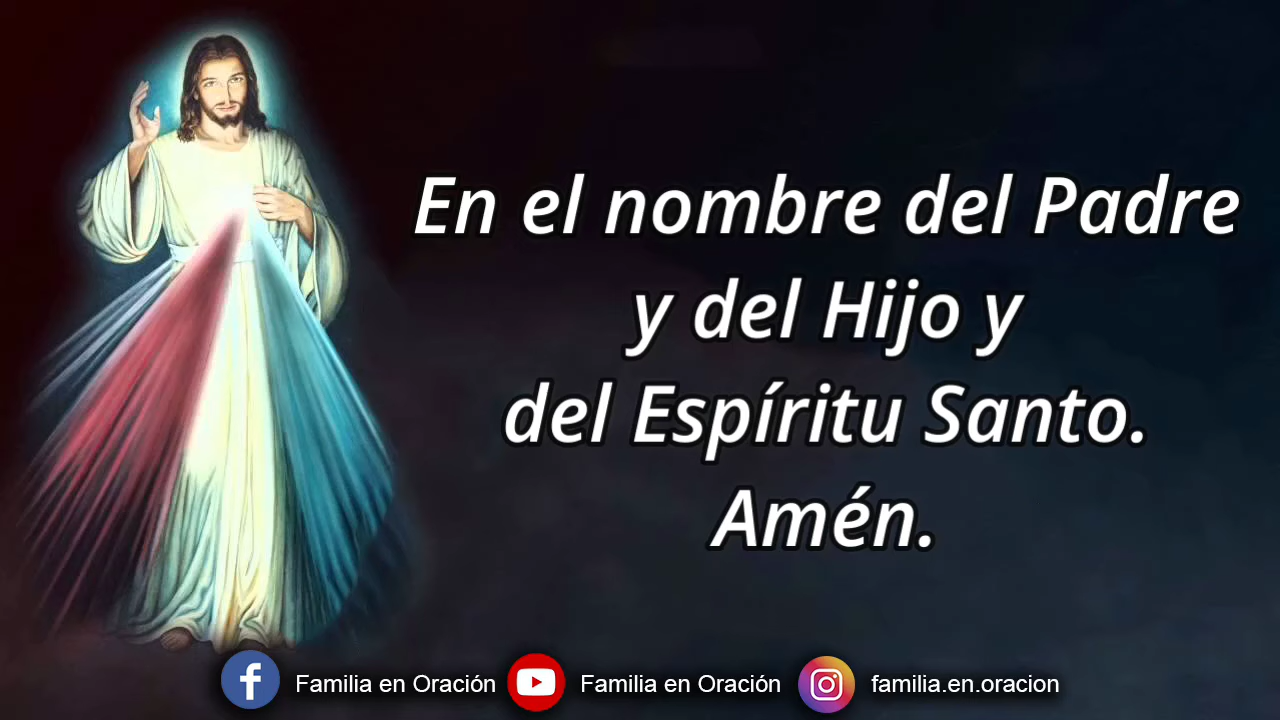 En el nombre del Padre
y del Hijo y
del Espíritu Santo.
Amén.
Familia en Oración
Familia en Oración
familia.en.oracion